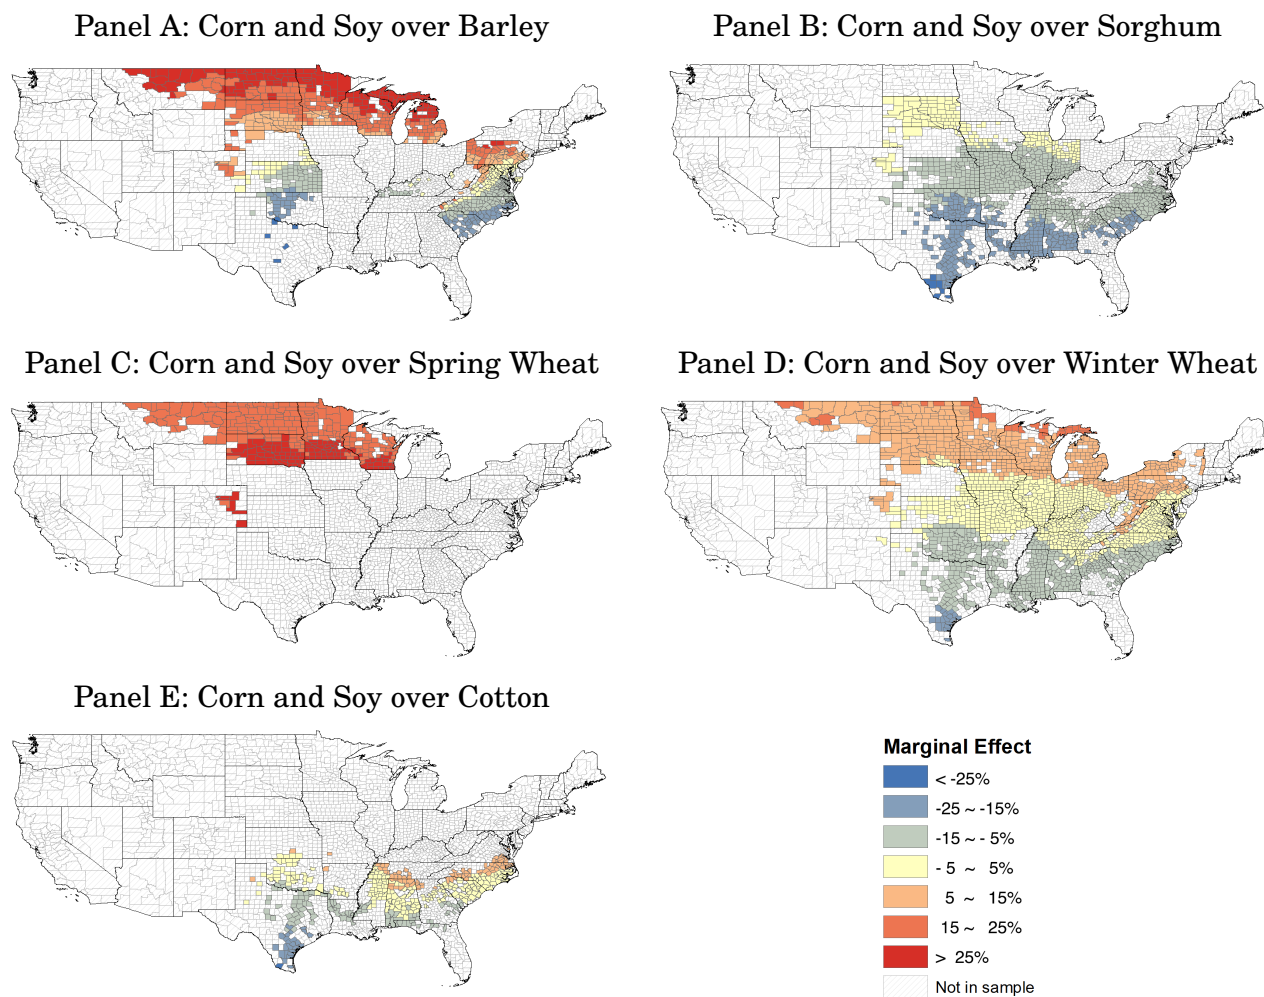 Panel A: Corn and Soy over Barley
Panel B: Corn and Soy over Sorghum
Panel C: Corn and Soy over Spring Wheat
Panel D: Corn and Soy over Winter Wheat
Panel E: Corn and Soy over Cotton
Marginal Effect
< -25%
-25 ~ -15%
-15 ~ - 5%
- 5 ~ 5%
5 ~ 15%
15 ~ 25%
> 25%
Not in sample